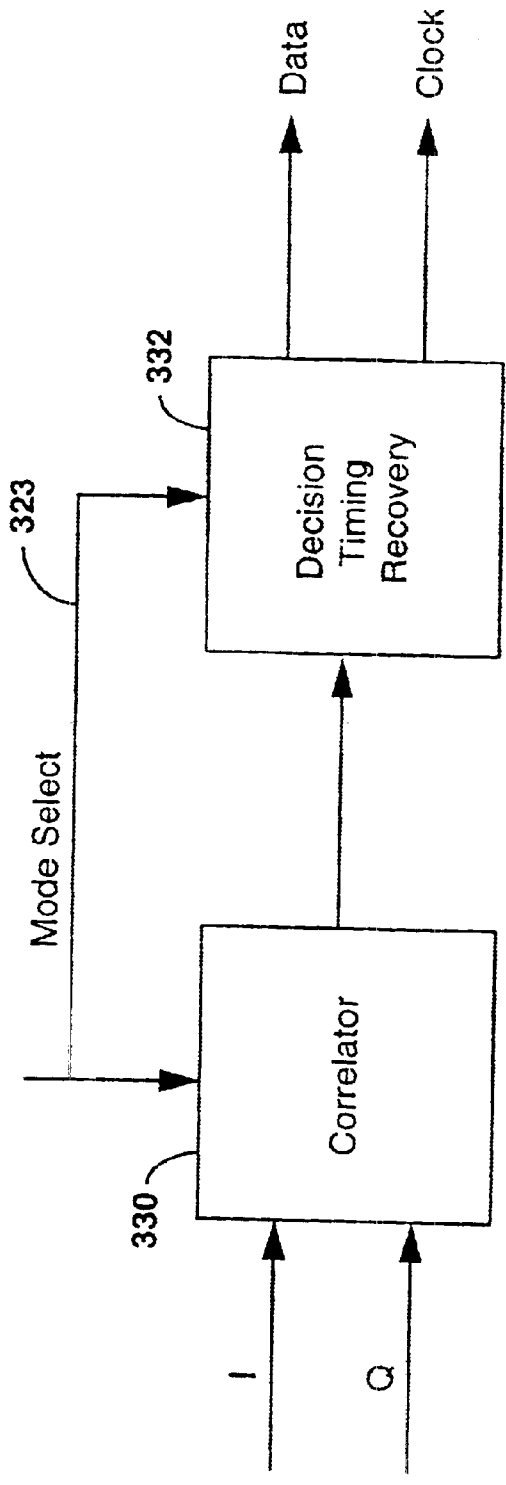 Mode Select
323
330
332
I
Q
Correlator
Decision
Timing
Recovery
Data
Clock